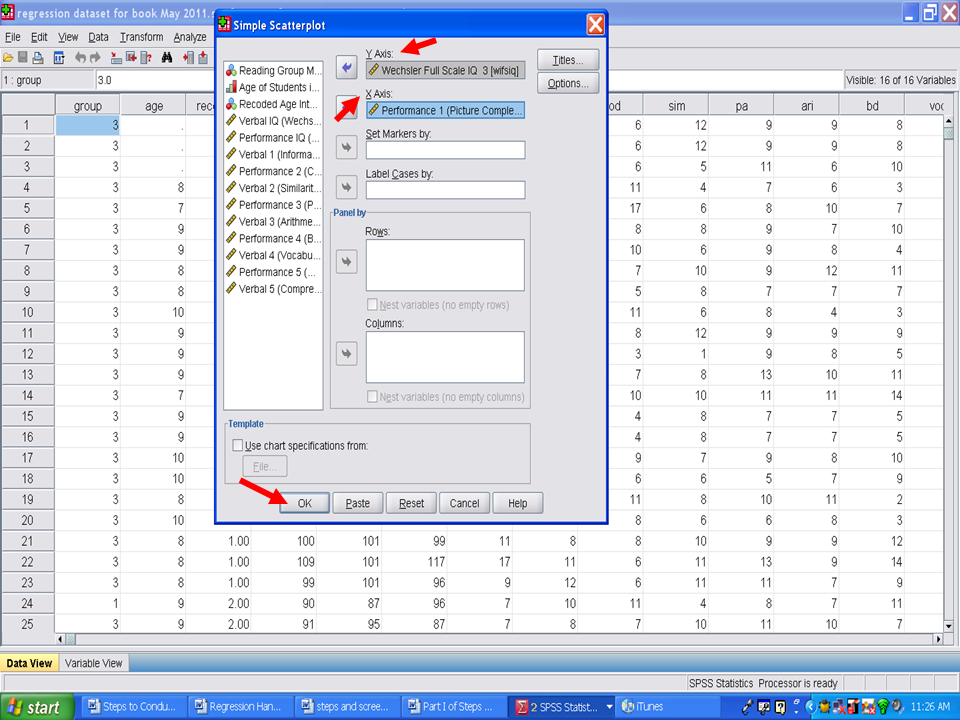 regression dataset for book May 2011.s
Simple Scatterplot
File Edit View Data Transform Analyze
1 : group 3.0
Visible: 16 of 16 Variables
Reading Group M...
Age of Students i...
Recoded Age Int...
Verbal IQ (Wechs...
Performance IQ (...
Verbal 1 (Informa...
Performance 2 (C...
Verbal 2 (Similarit...
Performance 3 (P...
Verbal 3 (Arithme...
Performance 4 (B...
Verbal 4 (Vocabu...
Performance 5 (...
Verbal 5 (Compre...
Y Axis:
Wechsler Full Scale IQ 3 [wifsiq]
X Axis:
Performance 1 (Picture Comple...
Set Markers by:
Label Cases by:
Panel by
Rows:
Nest variables (no empty rows)
Columns:
Nest variables (no empty columns)
Titles...
Options...
Template
Use chart specifications from:
File...
OK Paste Reset Cancel Help
group age sim pa ari bd
1 3 . 6 12 9 9 8
2 3 . 6 12 9 9 8
3 3 . 6 5 11 6 10
4 3 8 11 4 7 6 3
5 3 7 17 6 8 10 7
6 3 9 8 8 9 7 10
7 3 9 10 6 9 8 4
8 3 8 7 10 9 12 11
9 3 8 5 8 7 7 7
10 3 10 11 6 8 4 3
11 3 9 8 12 9 9 9
12 3 9 3 1 9 8 5
13 3 9 7 8 13 10 11
14 3 7 10 10 11 11 14
15 3 9 4 8 7 7 5
16 3 9 4 8 7 7 5
17 3 10 9 7 9 8 10
18 3 10 6 6 5 7 9
19 3 8 11 8 10 11 2
20 3 10 8 6 6 8 3
21 3 8 1.00 100 101 99 11 8 8 10 9 9 12
22 3 8 1.00 109 101 117 17 11 6 11 13 9 14
23 3 8 1.00 99 101 96 9 12 6 11 11 7 9
24 1 9 2.00 90 87 96 7 10 11 4 8 7 11
25 3 9 2.00 91 95 87 7 8 7 10 11 10 7
Data View Variable View
SPSS Statistics Processor is ready
start Steps to Condu... Regression Han... steps and scree... Part I of Steps ... 2 SPSS Statist... iTunes 11:26 AM